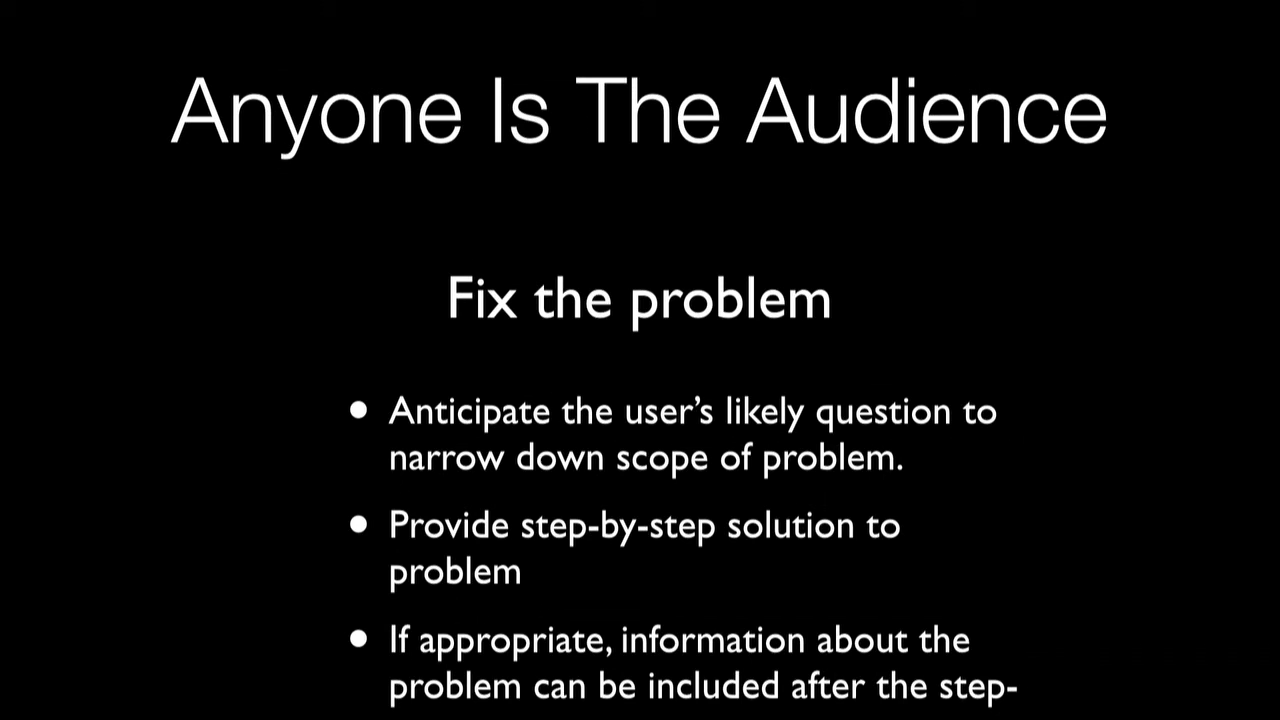 Anyone Is The Audience
Fix the problem
• Anticipate the user’s likely question to
narrow down scope of problem.
• Provide step-by-step solution to
problem
• If appropriate, information about the
problem can be included after the step-